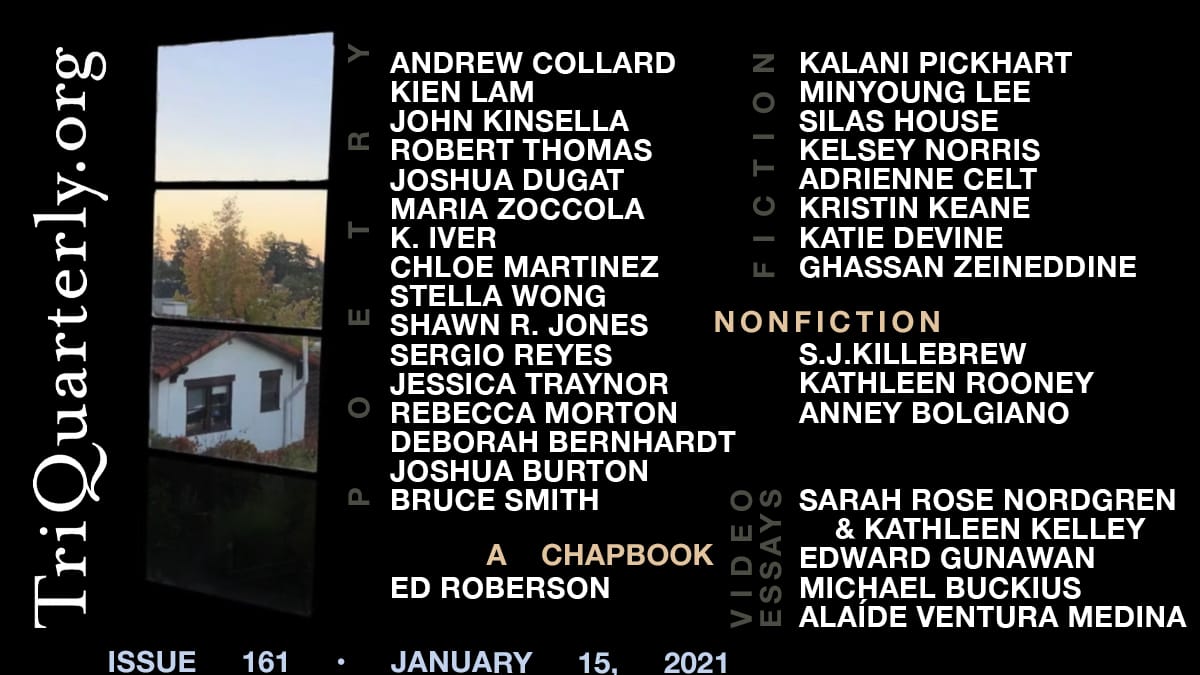 TriQuarterly.org
POETRY
ANDREW COLLARD
KIEN LAM
JOHN KINSELLA
ROBERT THOMAS
JOSHUA DUGAT
MARIA ZOCCOLA
K. IVER
CHLOE MARTINEZ
STELLA WONG
SHAWN R. JONES
SERGIO REYES
JESSICA TRAYNOR
REBECCA MORTON
DEBORAH BERNHARDT
JOSHUA BURTON
BRUCE SMITH
A CHAPBOOK
ED ROBERSON
FICTION
KALANI PICKHART
MINYOUNG LEE
SILAS HOUSE
KELSEY NORRIS
ADRIENNE CELT
KRISTIN KEANE
KATIE DEVINE
GHASSAN ZEINEDDINE
NONFICTION
S.J.KILLEBREW
KATHLEEN ROONEY
ANNEY BOLGIANO
VIDEO
ESSAYS
SARAH ROSE NORDGREN
& KATHLEEN KELLEY
EDWARD GUNAWAN
MICHAEL BUCKIUS
ALAÍDE VENTURA MEDINA
ISSUE 161 • JANUARY 15, 2021